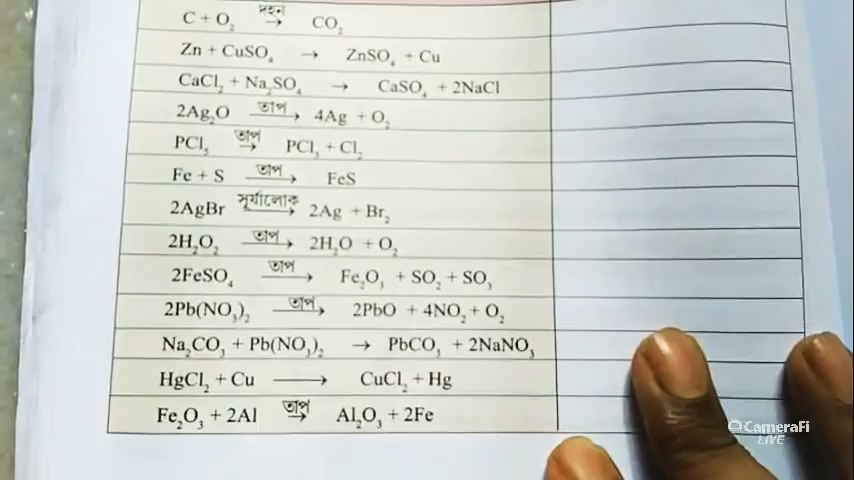 C + O₂ দহন → CO₂
Zn + CuSO₄ → ZnSO₄ + Cu
CaCl₂ + Na₂SO₄ → CaSO₄ + 2NaCl
2Ag₂O তাপ → 4Ag + O₂
PCl₅ তাপ → PCl₃ + Cl₂
Fe + S তাপ → FeS
2AgBr সূর্যালোক → 2Ag + Br₂
2H₂O₂ তাপ → 2H₂O + O₂
2FeSO₄ তাপ → Fe₂O₃ + SO₂ + SO₃
2Pb(NO₃)₂ তাপ → 2PbO + 4NO₂ + O₂
Na₂CO₃ + Pb(NO₃)₂ → PbCO₃ + 2NaNO₃
HgCl₂ + Cu → CuCl₂ + Hg
Fe₂O₃ + 2Al তাপ → Al₂O₃ + 2Fe
CameraFi
LIVE